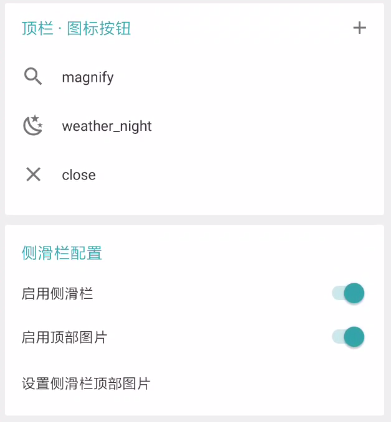 顶栏 · 图标按钮
magnify
weather_night
close
侧滑栏配置
启用侧滑栏
启用顶部图片
设置侧滑栏顶部图片